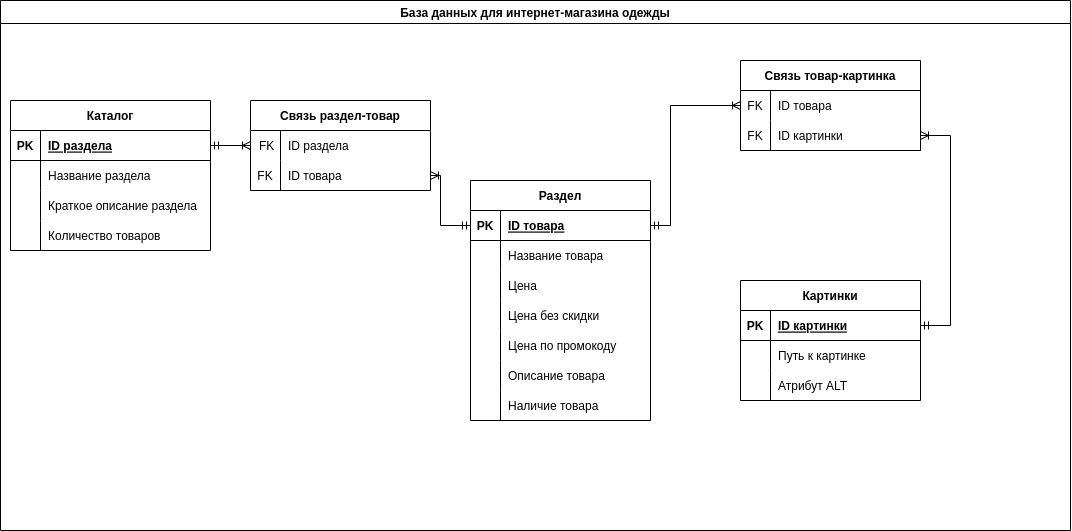 База данных для интернет-магазина одежды
Каталог
PK ID раздела
Название раздела
Краткое описание раздела
Количество товаров
Связь раздел-товар
FK ID раздела
FK ID товара
Раздел
PK ID товара
Название товара
Цена
Цена без скидки
Цена по промокоду
Описание товара
Наличие товара
Связь товар-картинка
FK ID товара
FK ID картинки
Картинки
PK ID картинки
Путь к картинке
Атрибут ALT